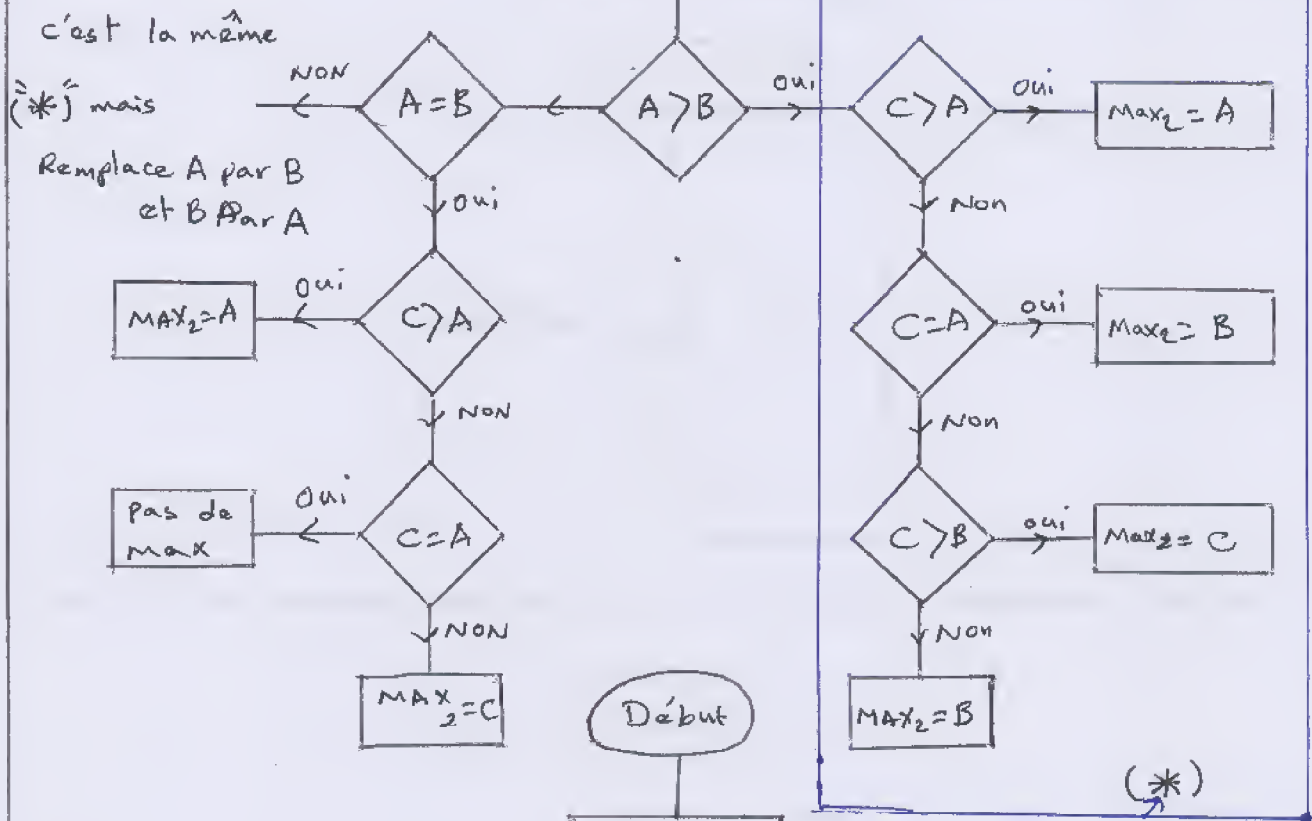 c'est la même
("*") mais
Remplace A par B
et B par A
NON
A = B
A > B
oui
C > A
oui
Max₂ = A
oui
Non
MAX₂ = A
oui
C > A
C = A
oui
Max₂ = B
NON
Non
pas de
max
oui
C = A
C > B
oui
Max₂ = C
NON
Non
MAX₂ = C
Début
MAX₂ = B
(*)